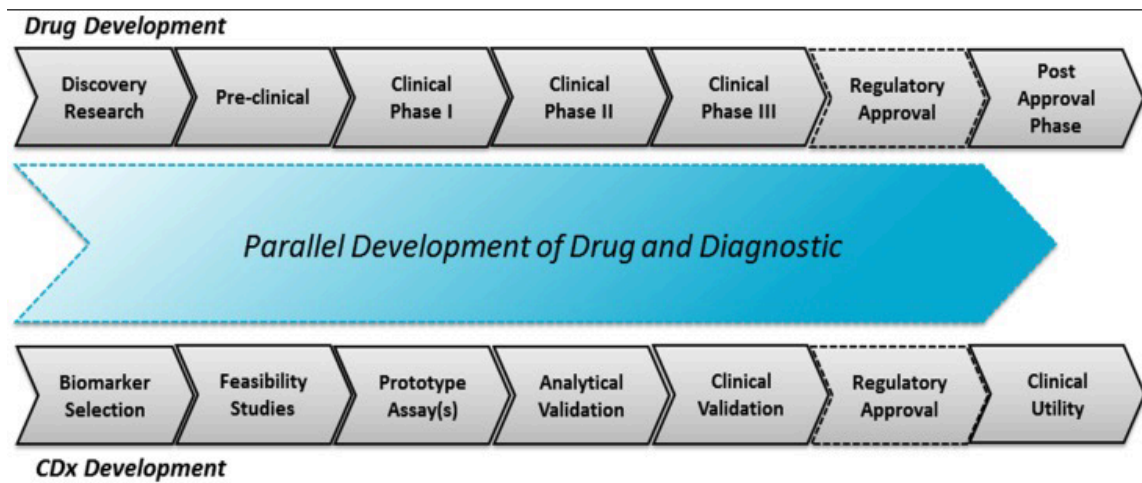 Drug Development
Discovery
Research
Pre-clinical
Clinical
Phase I
Clinical
Phase II
Clinical
Phase III
Regulatory
Approval
Post
Approval
Phase
Parallel Development of Drug and Diagnostic
Biomarker
Selection
Feasibility
Studies
Prototype
Assay(s)
Analytical
Validation
Clinical
Validation
Regulatory
Approval
Clinical
Utility
CDx Development